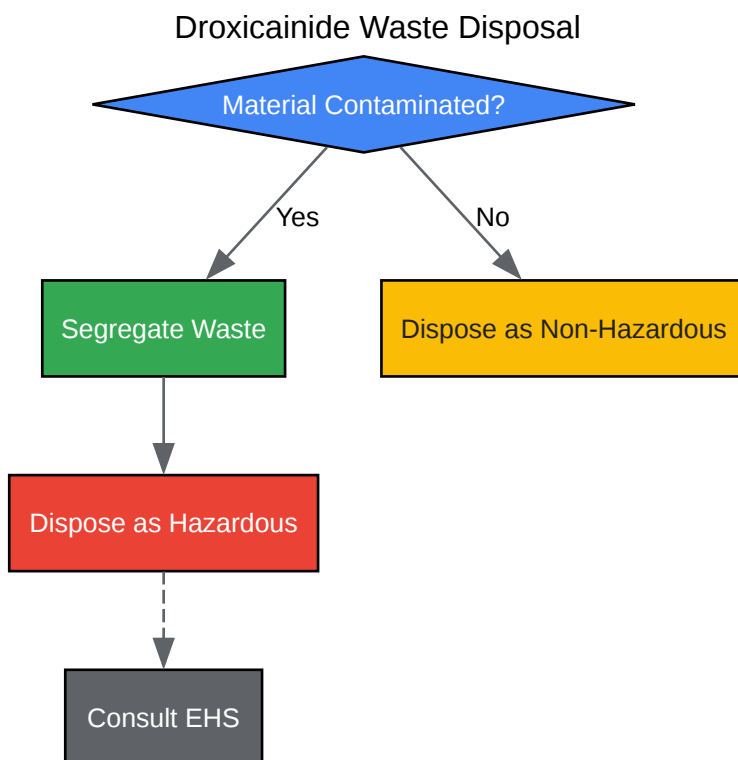 Droxicainide Waste Disposal
Material Contaminated?
Yes
No
Segregate Waste
Dispose as Non-Hazardous
Dispose as Hazardous
Consult EHS